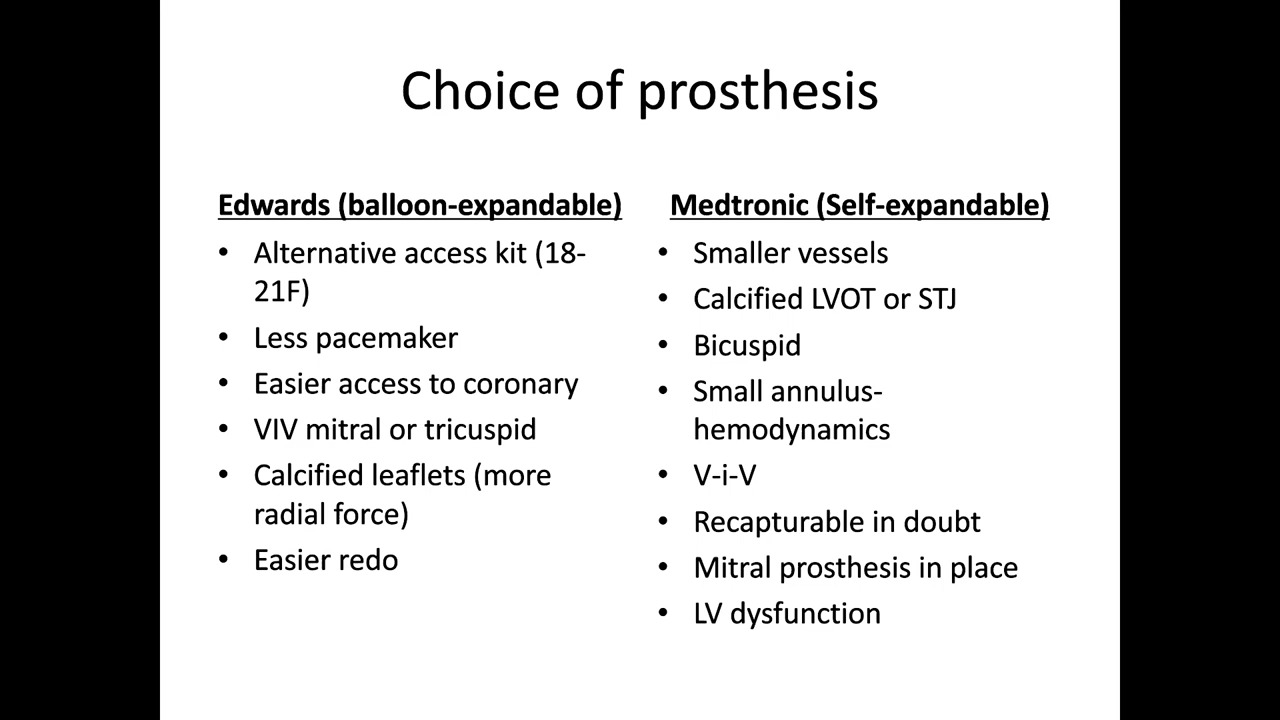 Choice of prosthesis
Edwards (balloon-expandable)
• Alternative access kit (18-
21F)
• Less pacemaker
• Easier access to coronary
• VIV mitral or tricuspid
• Calcified leaflets (more
radial force)
• Easier redo
Medtronic (Self-expandable)
• Smaller vessels
• Calcified LVOT or STJ
• Bicuspid
• Small annulus-
hemodynamics
• V-i-V
• Recapturable in doubt
• Mitral prosthesis in place
• LV dysfunction